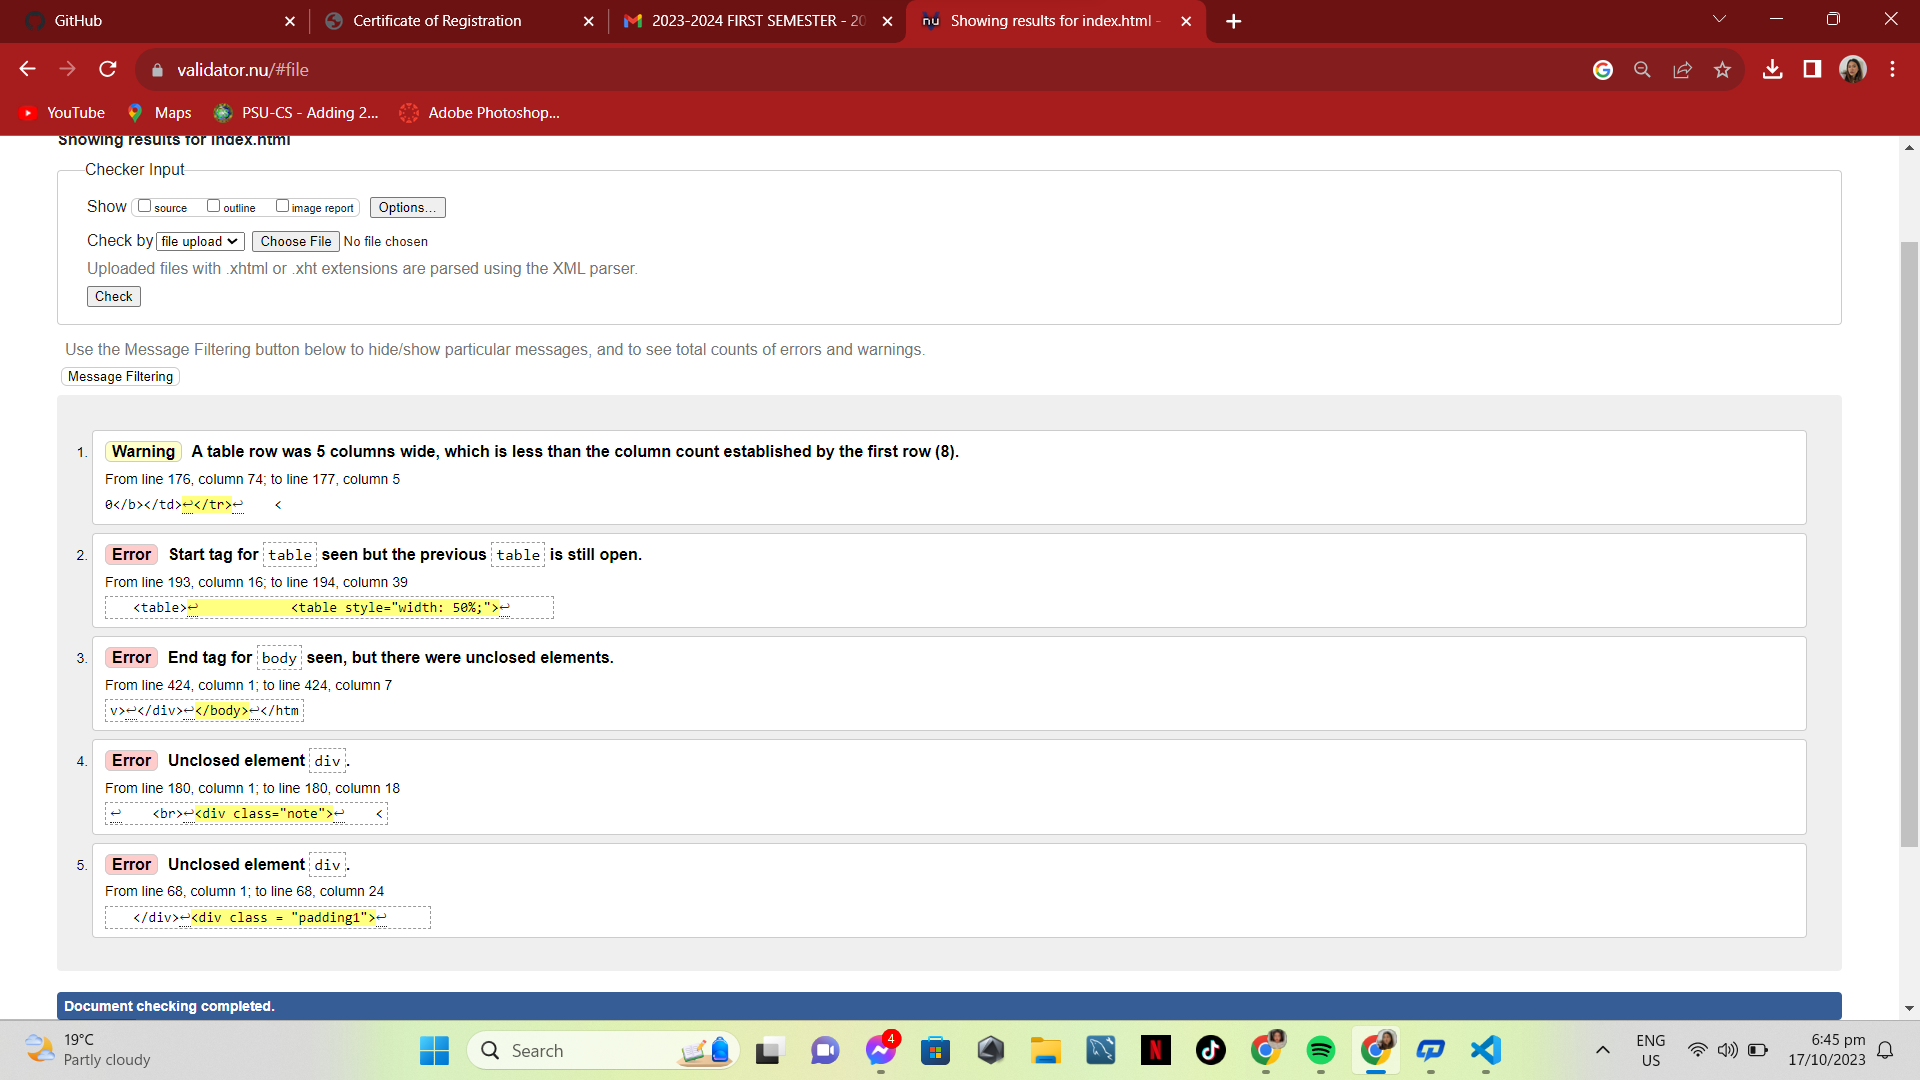 GitHub
Certificate of Registration
2023-2024 FIRST SEMESTER - 20
Showing results for index.html -
validator.nu/#file
YouTube
Maps
PSU-CS - Adding 2...
Adobe Photoshop...
Showing results for index.html
Checker Input
Show source outline image report Options...
Check by file upload Choose File No file chosen
Uploaded files with .xhtml or .xht extensions are parsed using the XML parser.
Check
Use the Message Filtering button below to hide/show particular messages, and to see total counts of errors and warnings.
Message Filtering
1. Warning A table row was 5 columns wide, which is less than the column count established by the first row (8).
From line 176, column 74; to line 177, column 5
0</b></td>↩</tr>↩ <
2. Error Start tag for table seen but the previous table is still open.
From line 193, column 16; to line 194, column 39
<table>↩ <table style="width: 50%;">↩
3. Error End tag for body seen, but there were unclosed elements.
From line 424, column 1; to line 424, column 7
v>↩</div>↩</body>↩</htm
4. Error Unclosed element div.
From line 180, column 1; to line 180, column 18
↩ <br>↩<div class="note">↩ <
5. Error Unclosed element div.
From line 68, column 1; to line 68, column 24
</div>↩<div class = "padding1">↩
Document checking completed.
19°C
Partly cloudy
Search
4
ENG
US
6:45 pm
17/10/2023